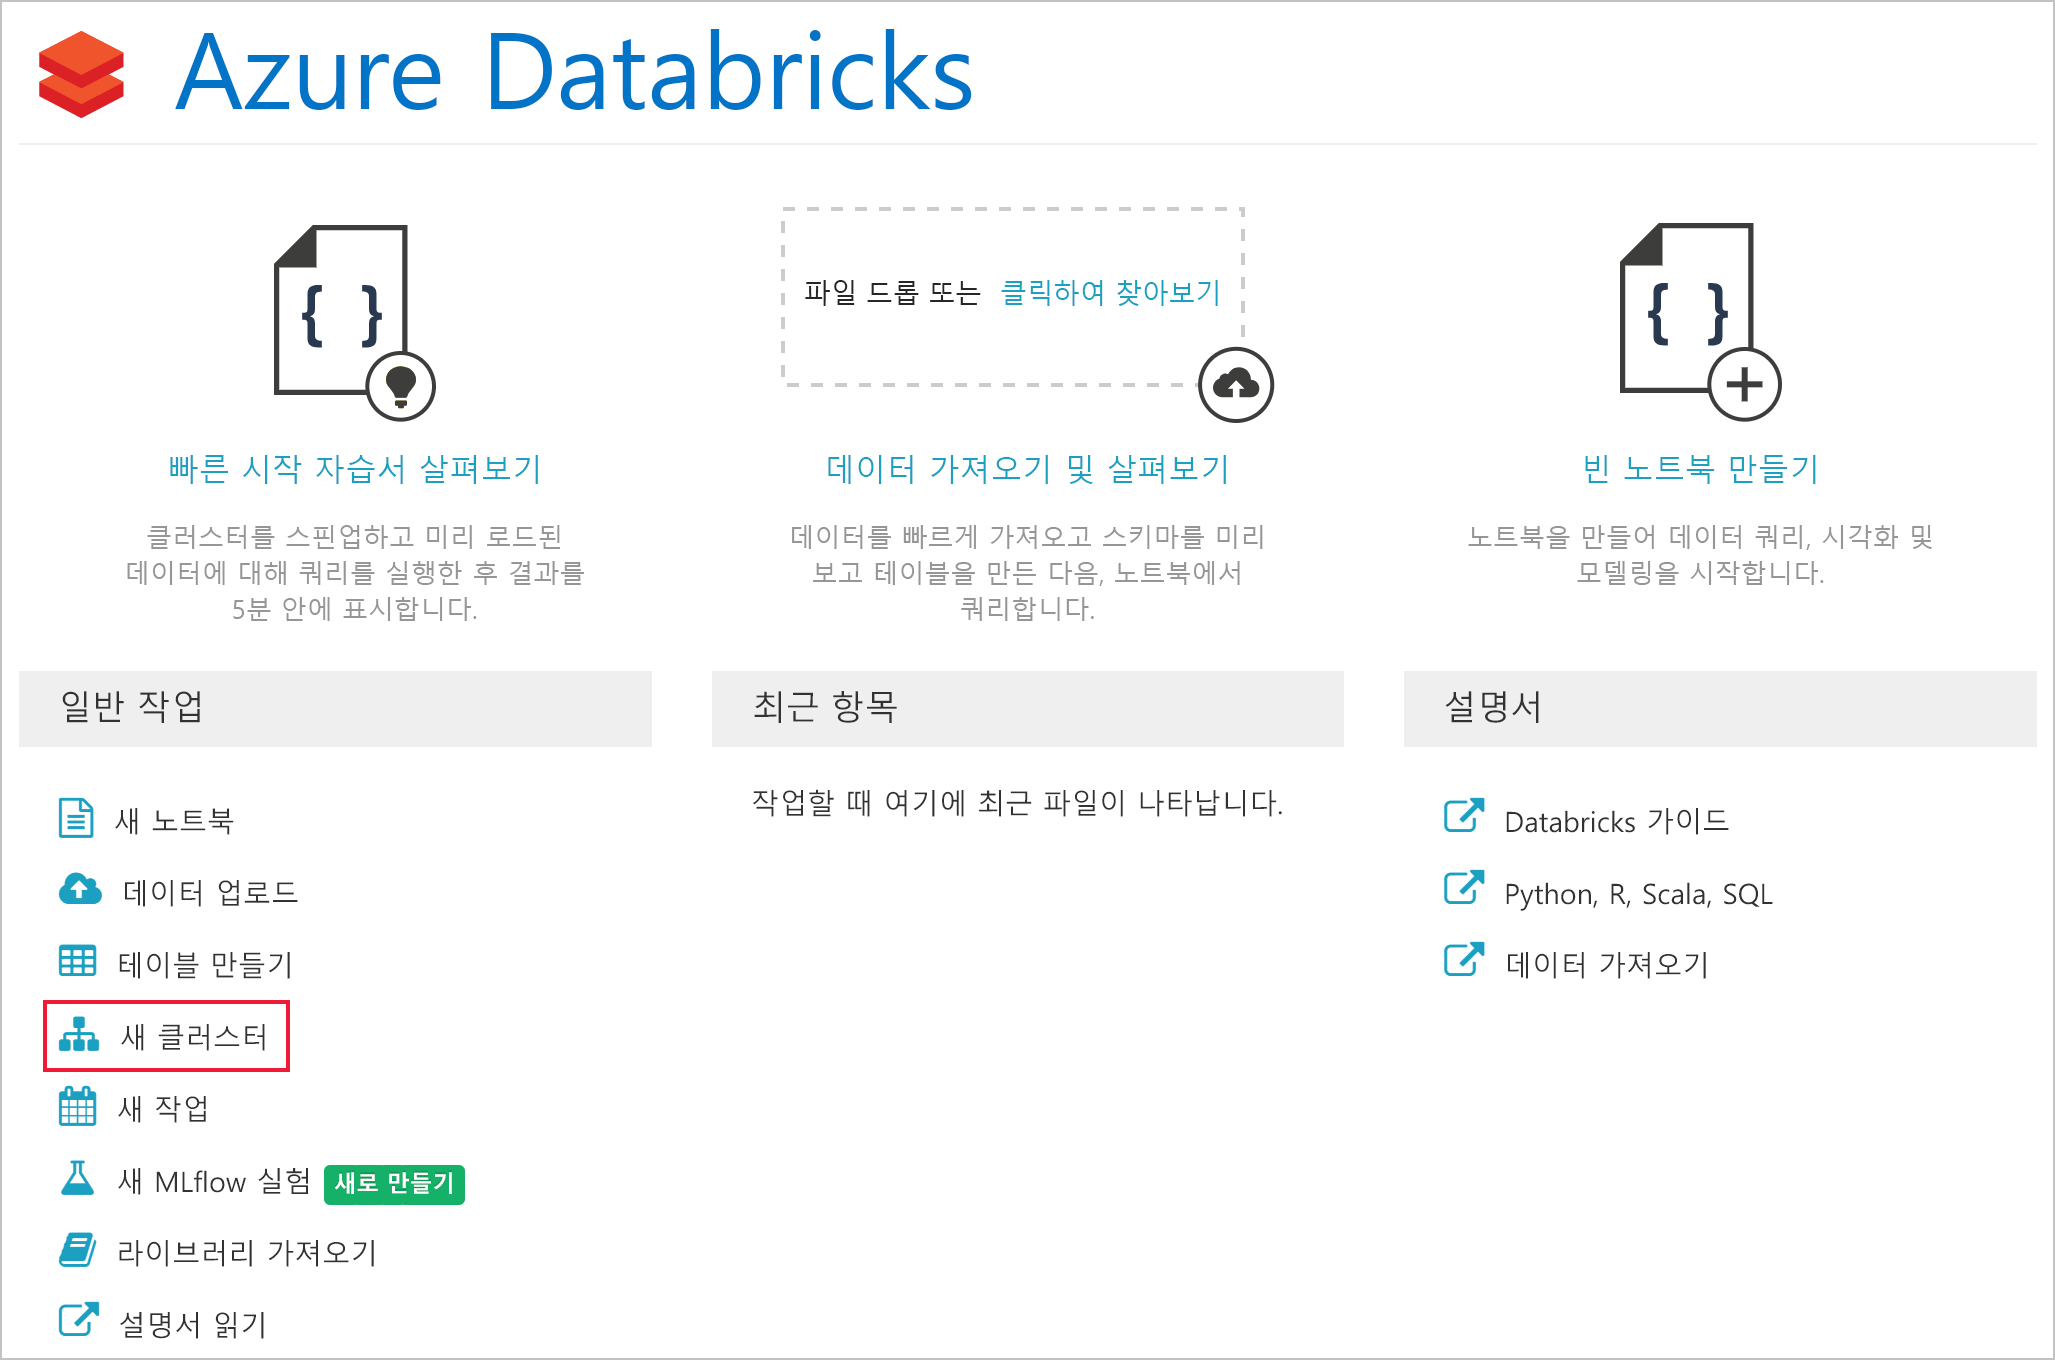 Azure Databricks
{ }
파일 드롭 또는 클릭하여 찾아보기
{ }
빠른 시작 자습서 살펴보기
클러스터를 스핀업하고 미리 로드된
데이터에 대해 쿼리를 실행한 후 결과를
5분 안에 표시합니다.
데이터 가져오기 및 살펴보기
데이터를 빠르게 가져오고 스키마를 미리
보고 테이블을 만든 다음, 노트북에서
쿼리합니다.
빈 노트북 만들기
노트북을 만들어 데이터 쿼리, 시각화 및
모델링을 시작합니다.
일반 작업
새 노트북
데이터 업로드
테이블 만들기
새 클러스터
새 작업
새 MLflow 실험 새로 만들기
라이브러리 가져오기
설명서 읽기
최근 항목
작업할 때 여기에 최근 파일이 나타납니다.
설명서
Databricks 가이드
Python, R, Scala, SQL
데이터 가져오기